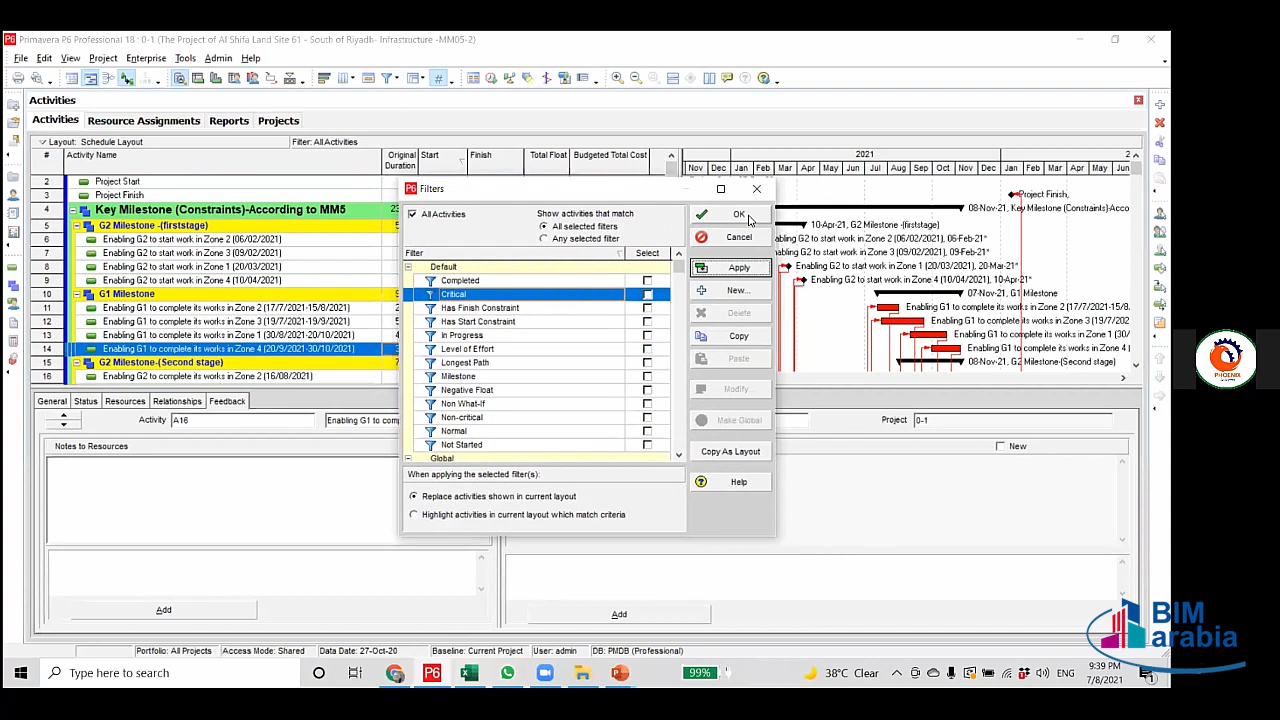 Primavera P6 Professional 18 : 0-1 (The Project of Al Shifa Land Site 61 - South of Riyadh- Infrastructure -MM05-2)
File Edit View Project Enterprise Tools Admin Help
Activities
Activities Resource Assignments Reports Projects
Layout: Schedule Layout Filter: All Activities
# Activity Name Original Duration Start Finish Total Float Budgeted Total Cost
2021 2
Nov Dec Jan Feb Mar Apr May Jun Jul Aug Sep Oct Nov Dec Jan Feb Mar Apr May Jun
2 Project Start
3 Project Finish
4 Key Milestone (Constraints)-According to MM5
5 G2 Milestone -(firststage)
6 Enabling G2 to start work in Zone 2 (06/02/2021)
7 Enabling G2 to start work in Zone 3 (06/02/2021)
8 Enabling G2 to start work in Zone 1 (20/03/2021)
9 Enabling G2 to start work in Zone 4 (10/04/2021)
10 G1 Milestone
11 Enabling G1 to complete its works in Zone 2 (17/7/2021-15/8/2021)
12 Enabling G1 to complete its works in Zone 3 (19/7/2021-19/9/2021)
13 Enabling G1 to complete its works in Zone 1 (30/8/2021-10/10/2021)
14 Enabling G1 to complete its works in Zone 4 (20/9/2021-30/10/2021)
15 G2 Milestone-(Second stage)
16 Enabling G2 to complete its works in Zone 2 (16/08/2021)
Project Finish,
08-Nov-21, Key Milestone (Constraints)-Acco
10-Apr-21, G2 Milestone -(firststage)
Enabling G2 to start work in Zone 2 (06/02/2021), 06-Feb-21*
Enabling G2 to start work in Zone 3 (06/02/2021), 06-Feb-21*
Enabling G2 to start work in Zone 1 (20/03/2021), 20-Mar-21*
Enabling G2 to start work in Zone 4 (10/04/2021), 10-Apr-21*
07-Nov-21, G1 Milestone
Enabling G1 to complete its works in Zone 2 (17/7/202
Enabling G1 to complete its works in Zone 3 (1
Enabling G1 to complete its works in Zone
Enabling G1 to complete its works in
08-Nov-21, G2 Milestone-(Second
Filters
All Activities
Show activities that match
All selected filters
Any selected filter
Filter Select
Default
Completed
Critical
Has Finish Constraint
Has Start Constraint
In Progress
Level of Effort
Longest Path
Milestone
Negative Float
Non What-If
Non-critical
Normal
Not Started
Global
When applying the selected filter(s):
Replace activities shown in current layout
Highlight activities in current layout which match criteria
OK
Cancel
Apply
New...
Delete
Copy
Paste
Modify...
Make Global
Copy As Layout
Help
General Status Resources Relationships Feedback
Activity A16 Enabling G1 to com Project 0-1
Notes to Resources
New
Add Add
Portfolio: All Projects Access Mode: Shared Data Date: 27-Oct-20 Baseline: Current Project User: admin DB: PMDB (Professional)
Type here to search
99%
38°C Clear
ENG
9:39 PM
7/8/2021
PHOENIX
BIM
arabia